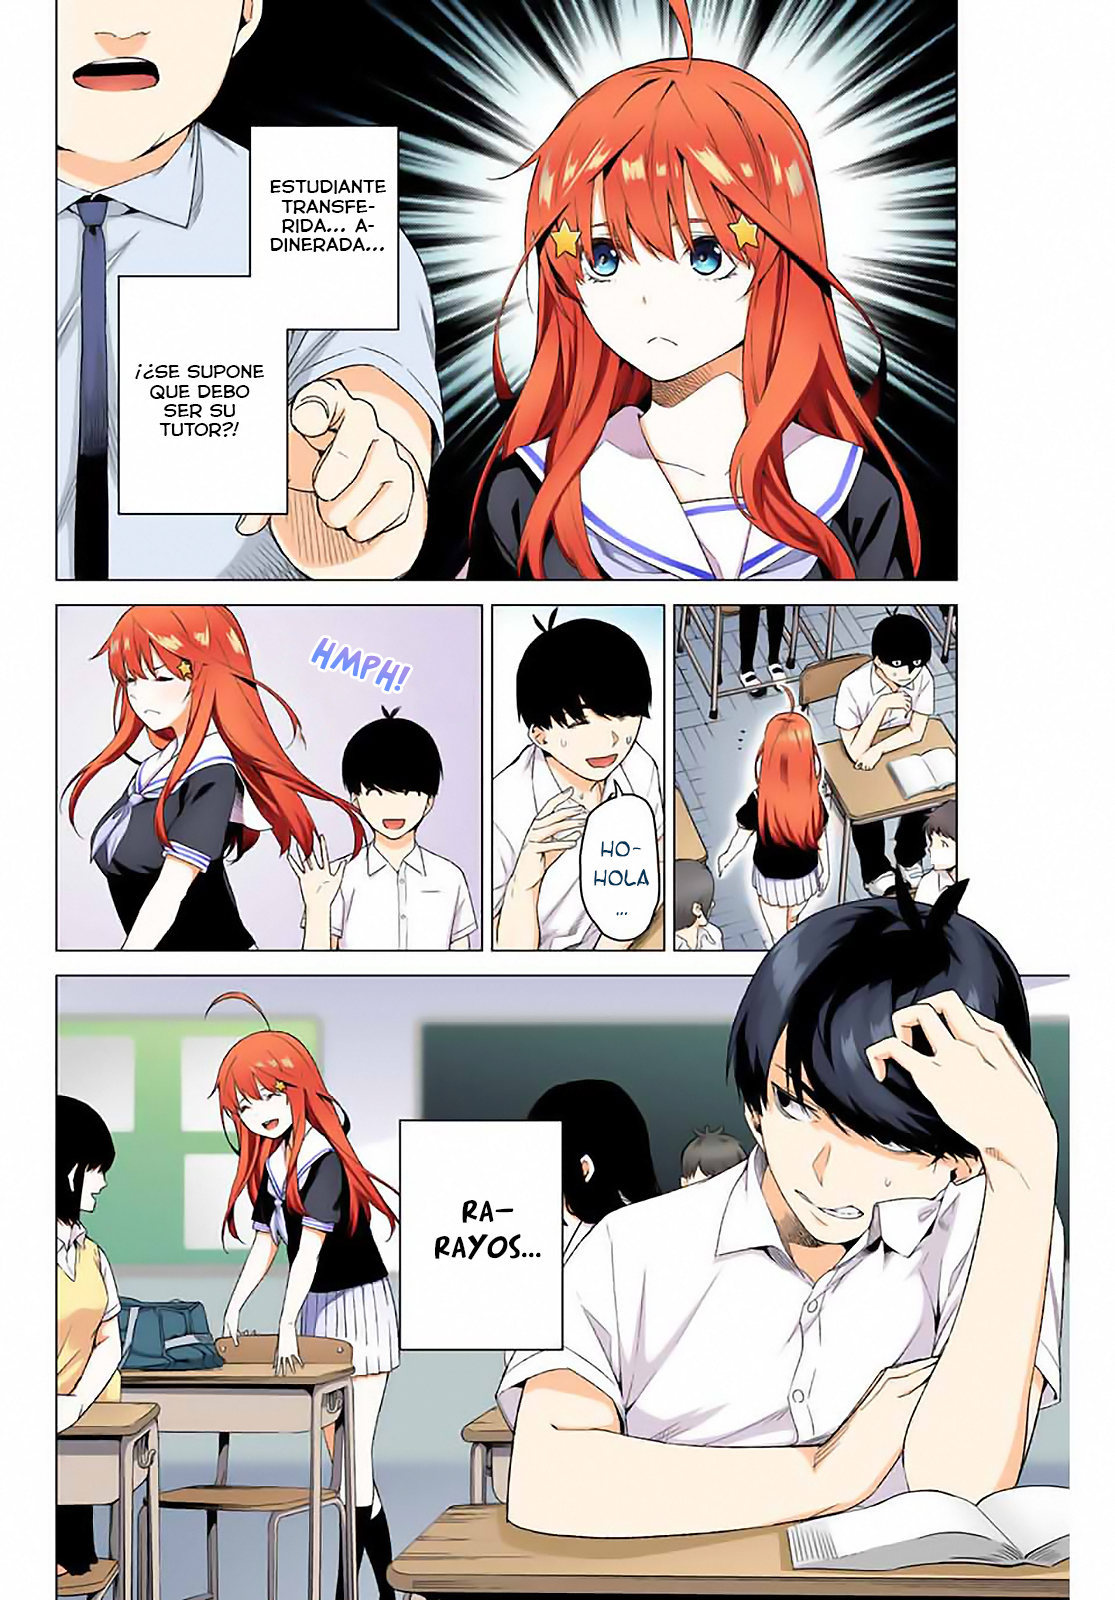 ESTUDIANTE
TRANSFE-
RIDA... A-
DINERADA...
¡¿SE SUPONE
QUE DEBO
SER SU
TUTOR?!
HO-
HOLA
...
HMPH!
RA-
RAYOS...